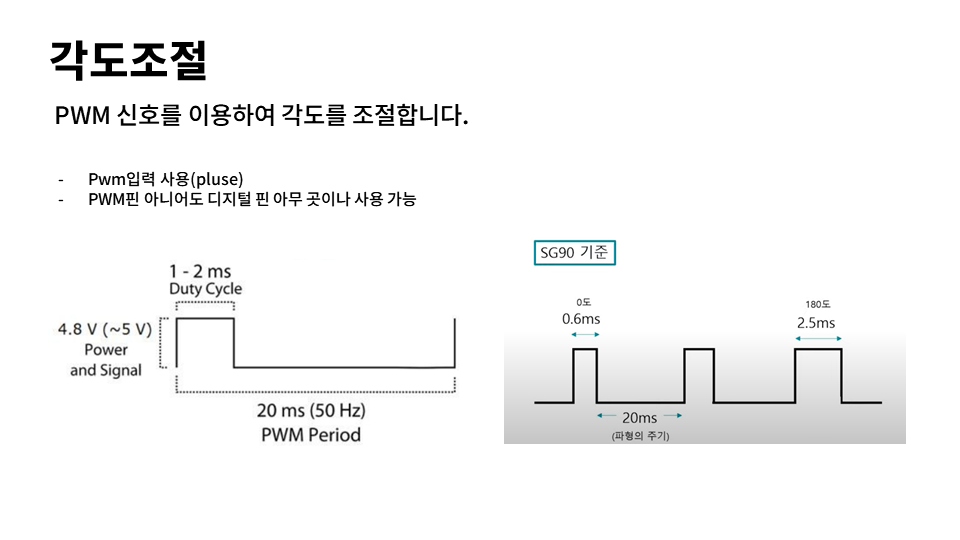 각도조절
PWM 신호를 이용하여 각도를 조절합니다.
- Pwm입력 사용(pluse)
- PWM핀 아니어도 디지털 핀 아무 곳이나 사용 가능
1 - 2 ms
Duty Cycle
4.8 V (~5 V)
Power
and Signal
20 ms (50 Hz)
PWM Period
SG90 기준
0도
0.6ms
180도
2.5ms
20ms
(파형의 주기)